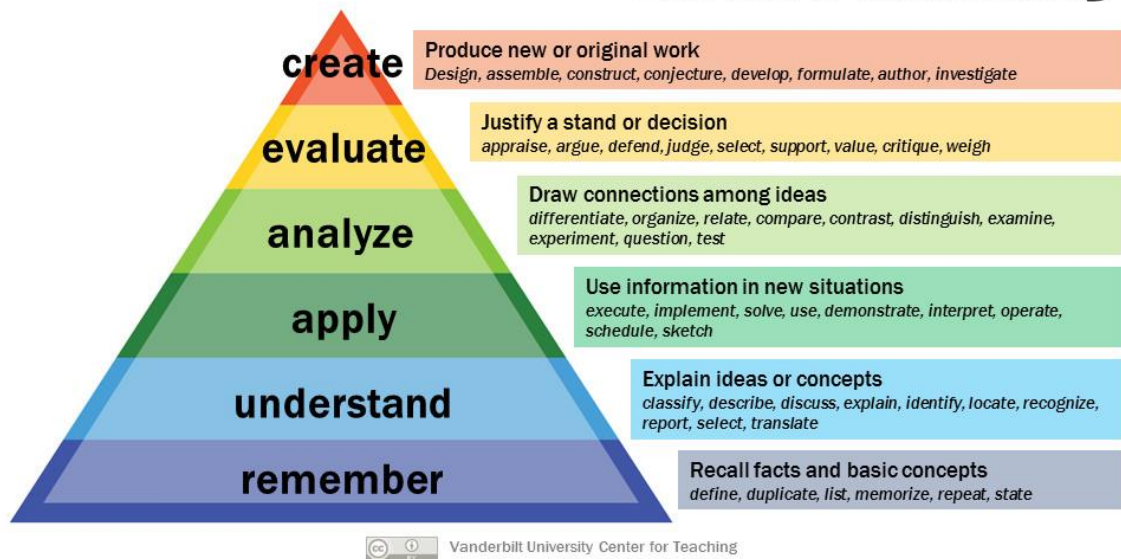 create
Produce new or original work
Design, assemble, construct, conjecture, develop, formulate, author, investigate
evaluate
Justify a stand or decision
appraise, argue, defend, judge, select, support, value, critique, weigh
analyze
Draw connections among ideas
differentiate, organize, relate, compare, contrast, distinguish, examine,
experiment, question, test
apply
Use information in new situations
execute, implement, solve, use, demonstrate, interpret, operate,
schedule, sketch
understand
Explain ideas or concepts
classify, describe, discuss, explain, identify, locate, recognize,
report, select, translate
remember
Recall facts and basic concepts
define, duplicate, list, memorize, repeat, state
cc
Vanderbilt University Center for Teaching